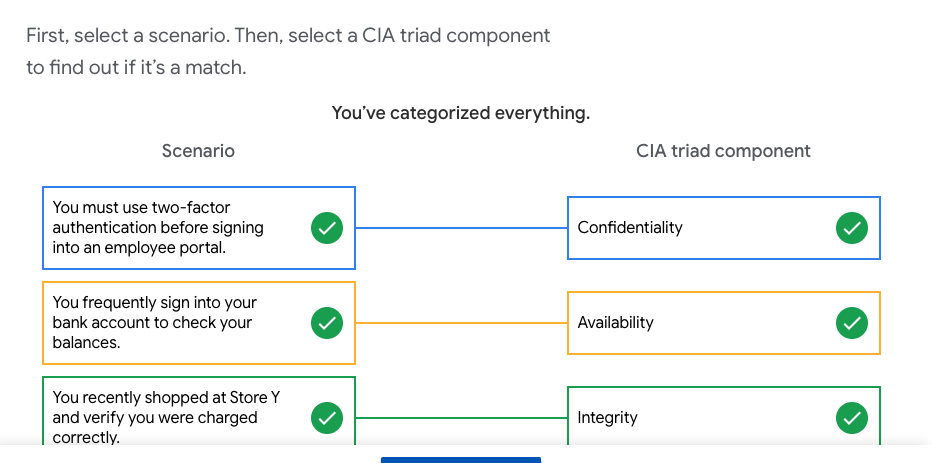 First, select a scenario. Then, select a CIA triad component
to find out if it’s a match.
You’ve categorized everything.
Scenario
CIA triad component
You must use two-factor
authentication before signing
into an employee portal.
Confidentiality
You frequently sign into your
bank account to check your
balances.
Availability
You recently shopped at Store Y
and verify you were charged
correctly.
Integrity